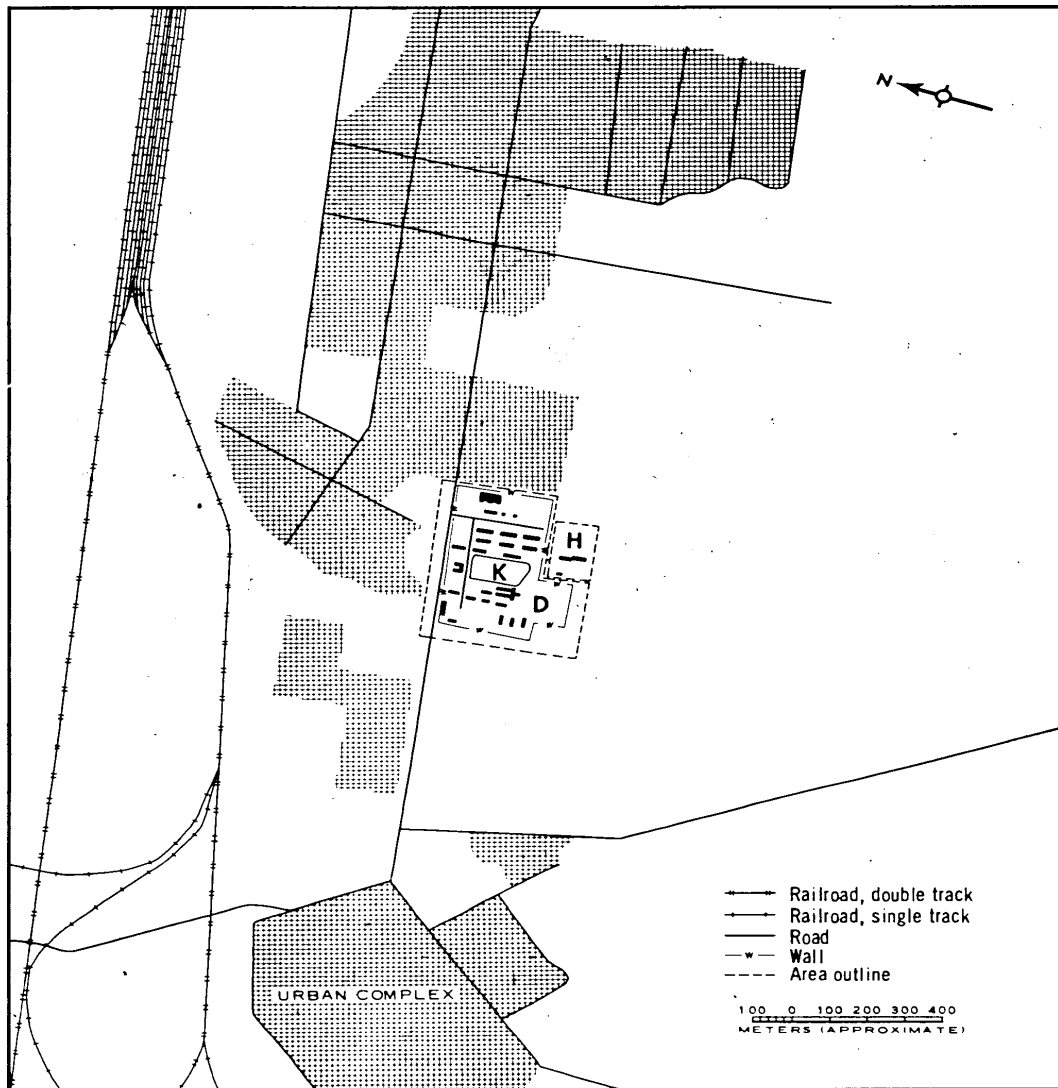 N
H
K
D
Railroad, double track
Railroad, single track
Road
w Wall
Area outline
URBAN COMPLEX
100 0 100 200 300 400
METERS (APPROXIMATE)